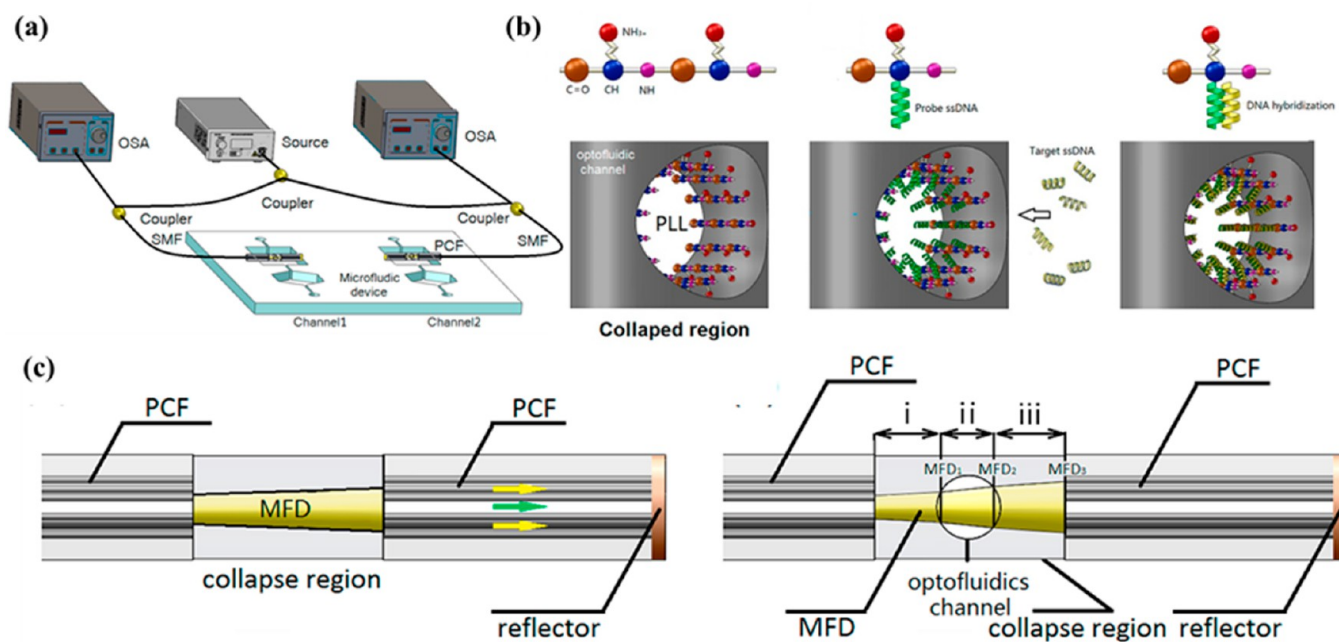 (a)
OSA
Source
OSA
Coupler
Coupler
Coupler
SMF
PCF
SMF
Microfludic
device
Channel1
Channel2
(b)
NH3+
C=O
CH
NH
Probe ssDNA
DNA hybridization
optofluidic
channel
PLL
Target ssDNA
Collaped region
(c)
PCF
PCF
MFD
collapse region
reflector
PCF
PCF
i
ii
iii
MFD1
MFD2
MFD3
optofluidics
channel
MFD
collapse region
reflector